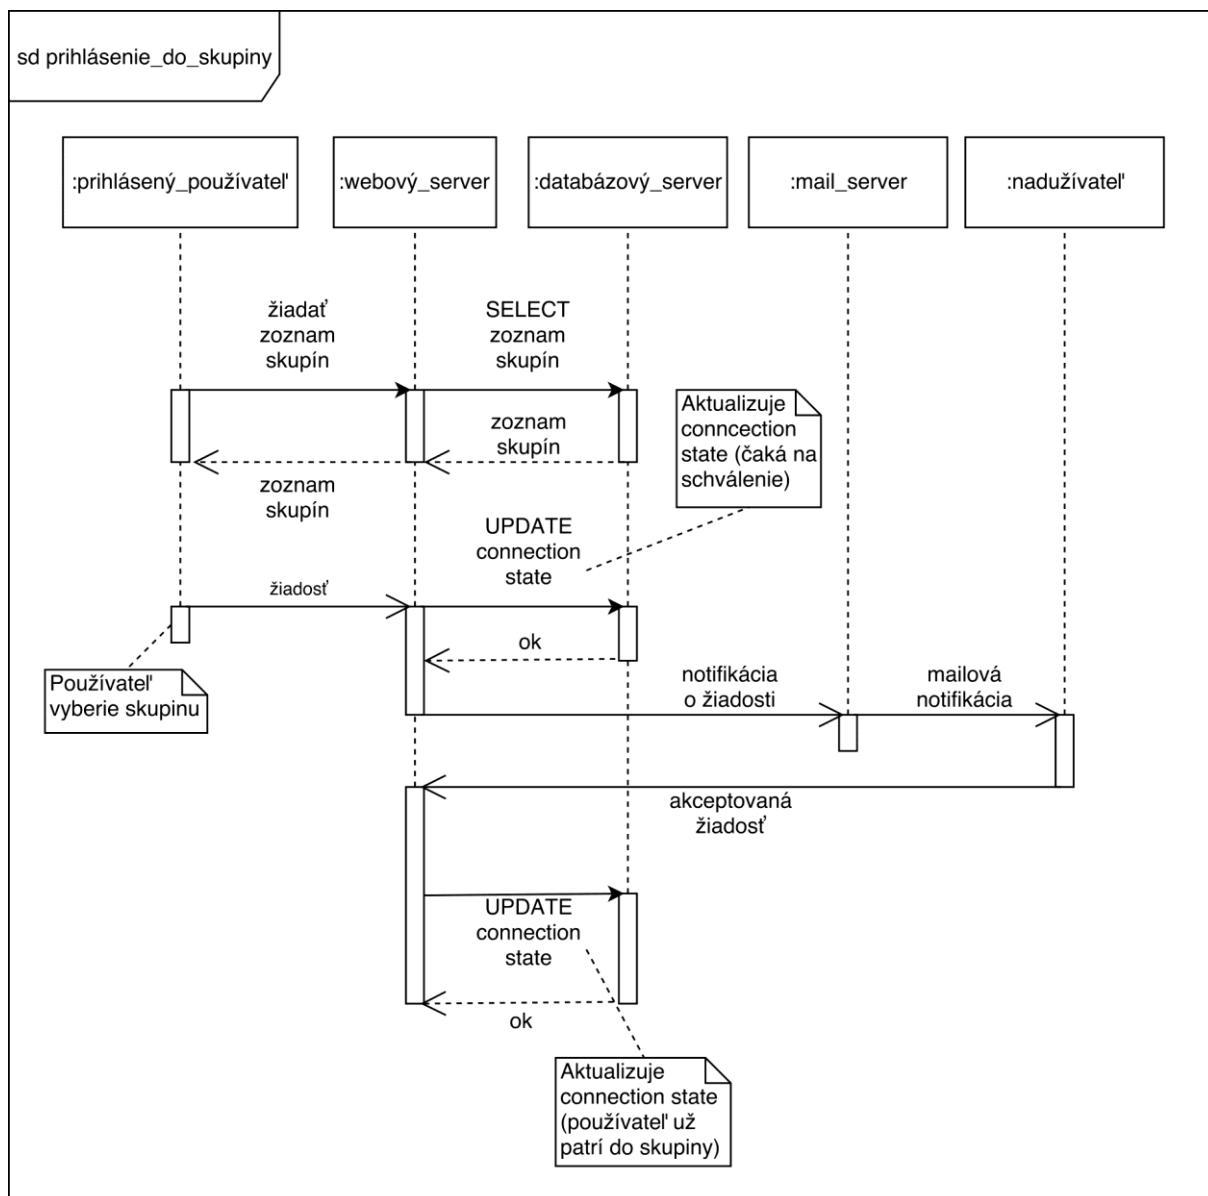 sd prihlásenie_do_skupiny
:prihlásený_používateľ
:webový_server
:databázový_server
:mail_server
:nadužívateľ
žiadať
zoznam
skupín
SELECT
zoznam
skupín
Aktualizuje
conncection
state (čaká na
schválenie)
zoznam
skupín
zoznam
skupín
UPDATE
connection
state
žiadosť
ok
Používateľ
vyberie skupinu
notifikácia
o žiadosti
mailová
notifikácia
akceptovaná
žiadosť
UPDATE
connection
state
ok
Aktualizuje
connection state
(používateľ už
patrí do skupiny)